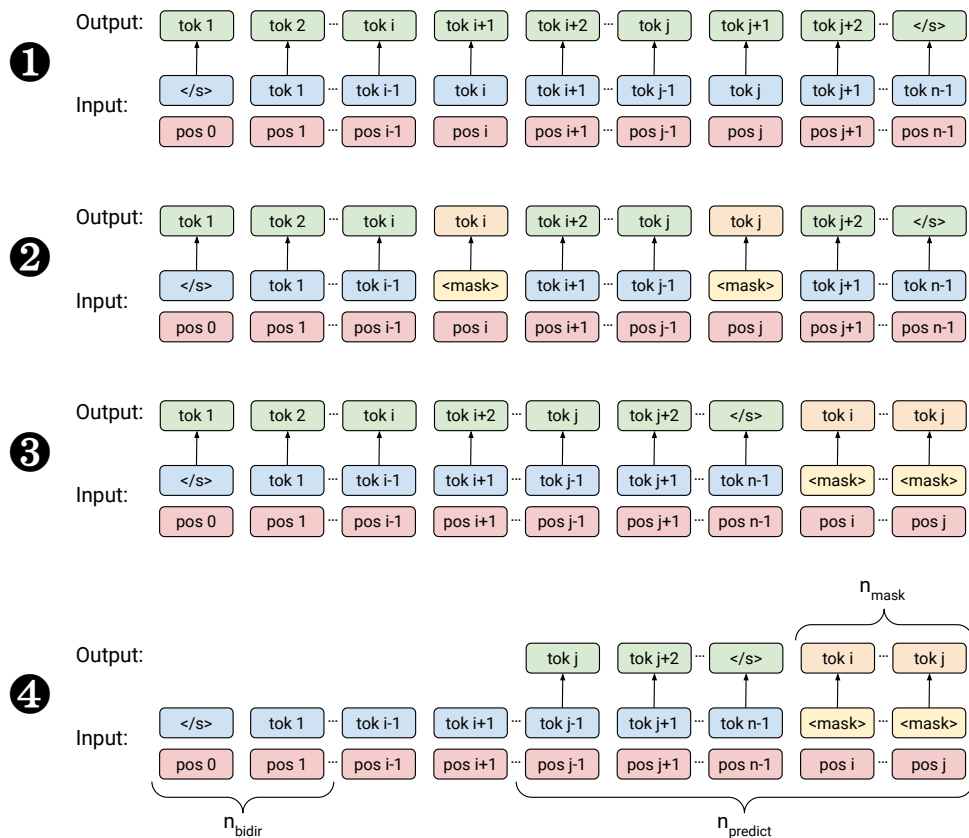 Output: tok 1 tok 2 ... tok i tok i+1 tok i+2 ... tok j tok j+1 tok j+2 ... </s>
1
Input: </s> tok 1 ... tok i-1 tok i tok i+1 ... tok j-1 tok j tok j+1 ... tok n-1
pos 0 pos 1 ... pos i-1 pos i pos i+1 ... pos j-1 pos j pos j+1 ... pos n-1
Output: tok 1 tok 2 ... tok i tok i tok i+2 ... tok j tok j tok j+2 ... </s>
2
Input: </s> tok 1 ... tok i-1 <mask> tok i+1 ... tok j-1 <mask> tok j+1 ... tok n-1
pos 0 pos 1 ... pos i-1 pos i pos i+1 ... pos j-1 pos j pos j+1 ... pos n-1
Output: tok 1 tok 2 ... tok i tok i+2 ... tok j tok j+2 ... </s> tok i ... tok j
3
Input: </s> tok 1 ... tok i-1 tok i+1 ... tok j-1 tok j+1 ... tok n-1 <mask> ... <mask>
pos 0 pos 1 ... pos i-1 pos i+1 ... pos j-1 pos j+1 ... pos n-1 pos i ... pos j
n_mask
Output: tok j tok j+2 ... </s> tok i ... tok j
4
Input: </s> tok 1 ... tok i-1 tok i+1 ... tok j-1 tok j+1 ... tok n-1 <mask> ... <mask>
pos 0 pos 1 ... pos i-1 pos i+1 ... pos j-1 pos j+1 ... pos n-1 pos i ... pos j
n_bidir n_predict